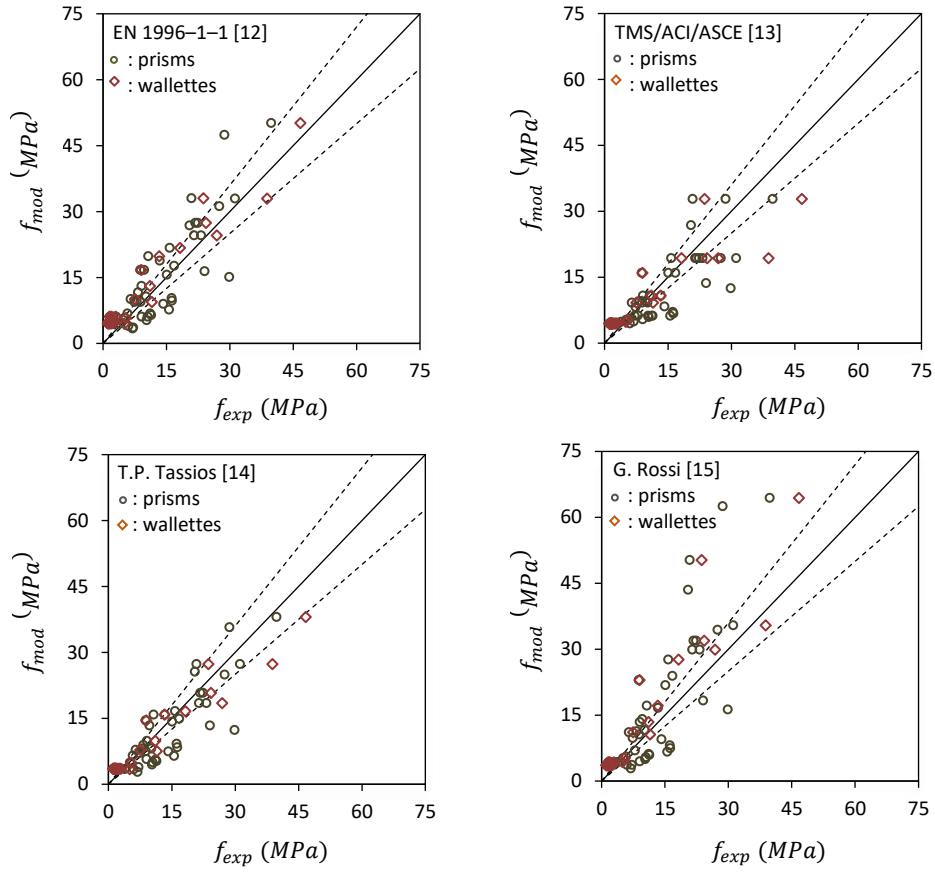 EN 1996–1–1 [12]
: prisms
: wallettes
75
60
45
30
15
0
0 15 30 45 60 75
f_mod (MPa)
f_exp (MPa)
TMS/ACI/ASCE [13]
: prisms
: wallettes
75
60
45
30
15
0
0 15 30 45 60 75
f_mod (MPa)
f_exp (MPa)
T.P. Tassios [14]
: prisms
: wallettes
75
60
45
30
15
0
0 15 30 45 60 75
f_mod (MPa)
f_exp (MPa)
G. Rossi [15]
: prisms
: wallettes
75
60
45
30
15
0
0 15 30 45 60 75
f_mod (MPa)
f_exp (MPa)